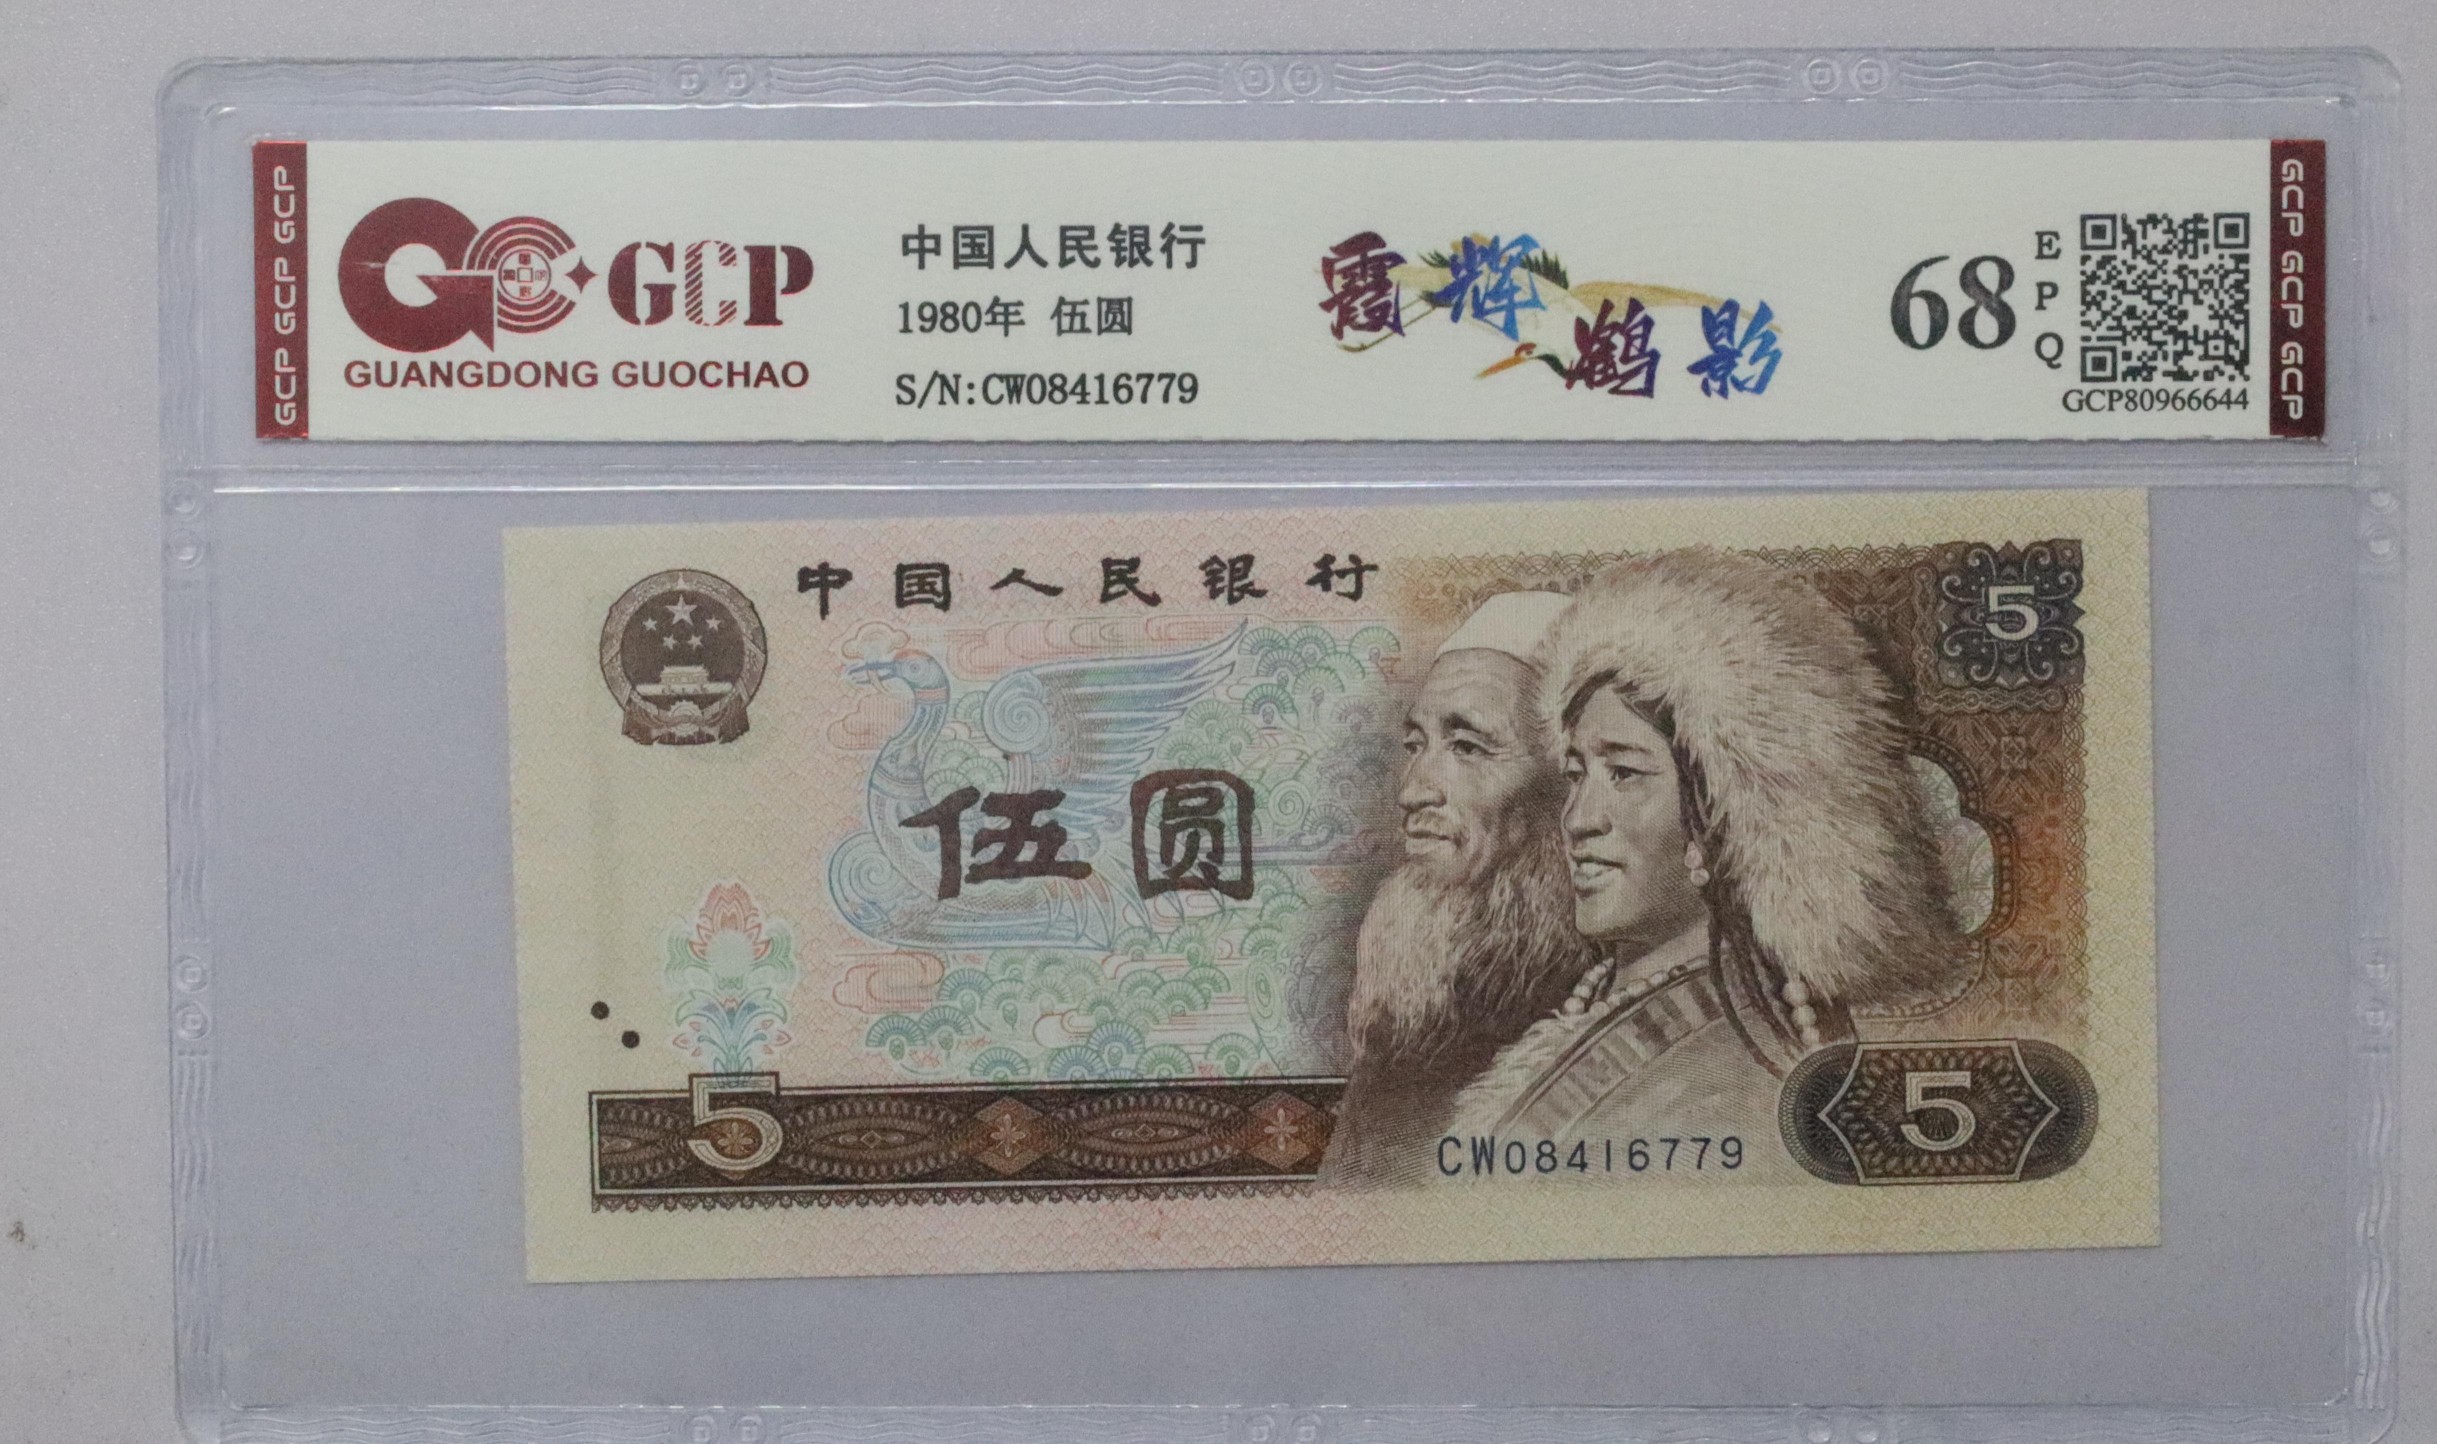 GCP GCP GCP
GCP
GUANGDONG GUOCHAO
中国人民银行
1980年 伍圆
S/N:CW08416779
霞辉
鹤影
68
EPQ
GCP80966644
GCP GCP GCP
中国人民银行
5
伍圆
5
CW08416779
5